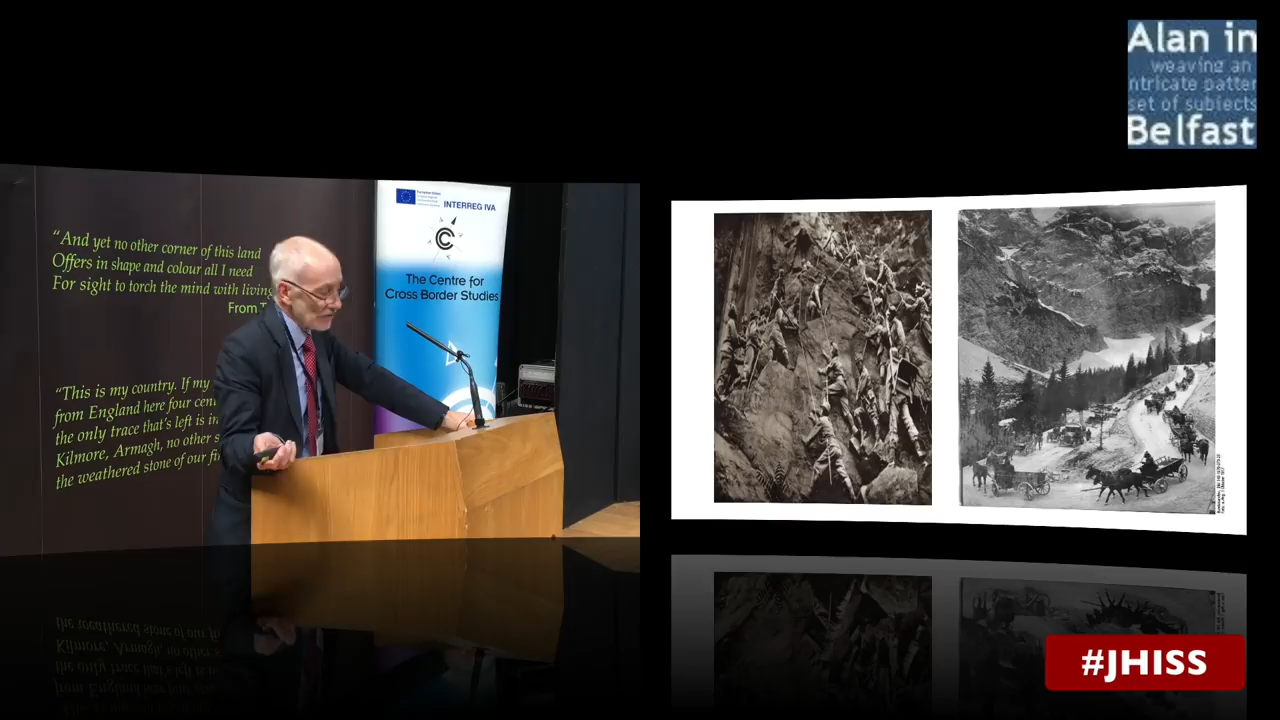 Alan in
weaving an
ntricate patter
set of subjects
Belfast
“And yet no other corner of this land
Offers in shape and colour all I need
For sight to torch the mind with living
From T
“This is my country. If my
from England here four cen
the only trace that's left is in
Kilmore, Armagh, no other s
the weathered stone of our fi
European Union
INTERREG IVA
C
The Centre for
Cross Border Studies
#JHISS